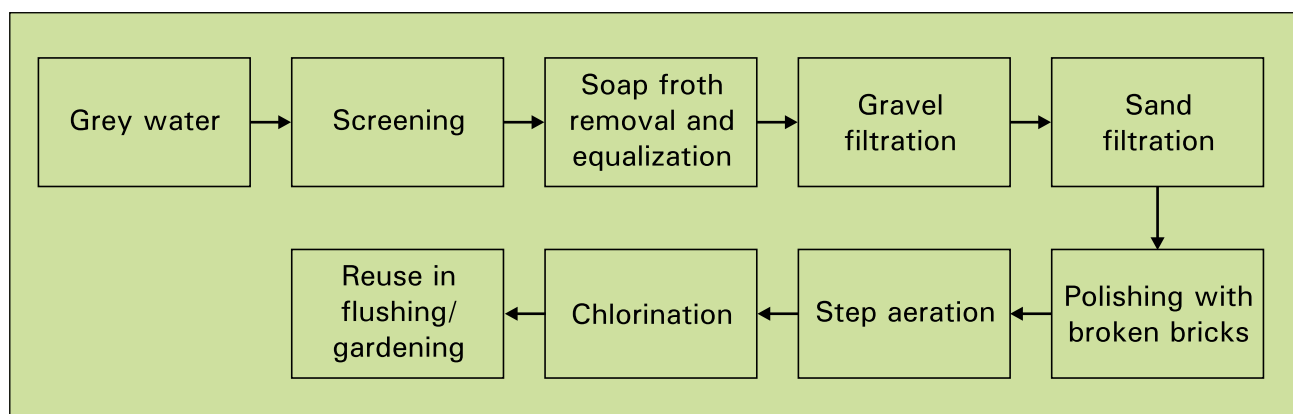 Grey water
Screening
Soap froth
removal and
equalization
Gravel
filtration
Sand
filtration
Polishing with
broken bricks
Step aeration
Chlorination
Reuse in
flushing/
gardening